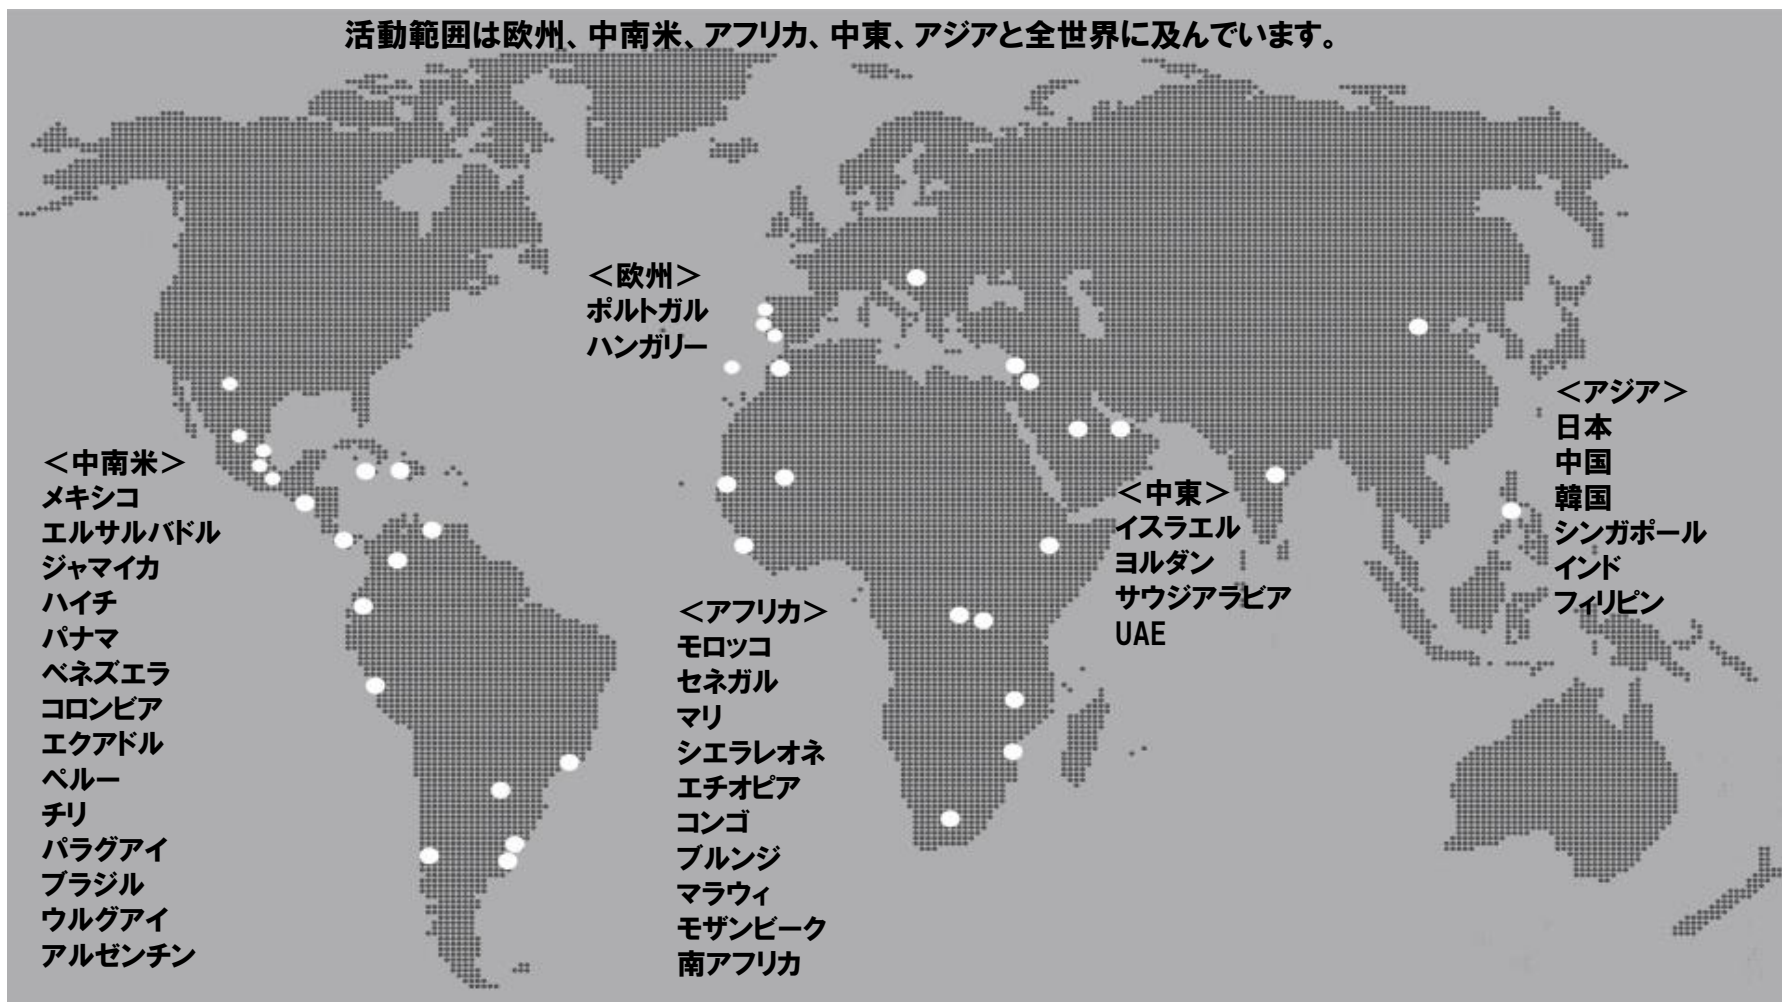 活動範囲は欧州、中南米、アフリカ、中東、アジアと全世界に及んでいます。
＜欧州＞
ポルトガル
ハンガリー
＜中南米＞
メキシコ
エルサルバドル
ジャマイカ
ハイチ
パナマ
ベネズエラ
コロンビア
エクアドル
ペルー
チリ
パラグアイ
ブラジル
ウルグアイ
アルゼンチン
＜アフリカ＞
モロッコ
セネガル
マリ
シエラレオネ
エチオピア
コンゴ
ブルンジ
マラウィ
モザンビーク
南アフリカ
＜中東＞
イスラエル
ヨルダン
サウジアラビア
UAE
＜アジア＞
日本
中国
韓国
シンガポール
インド
フィリピン